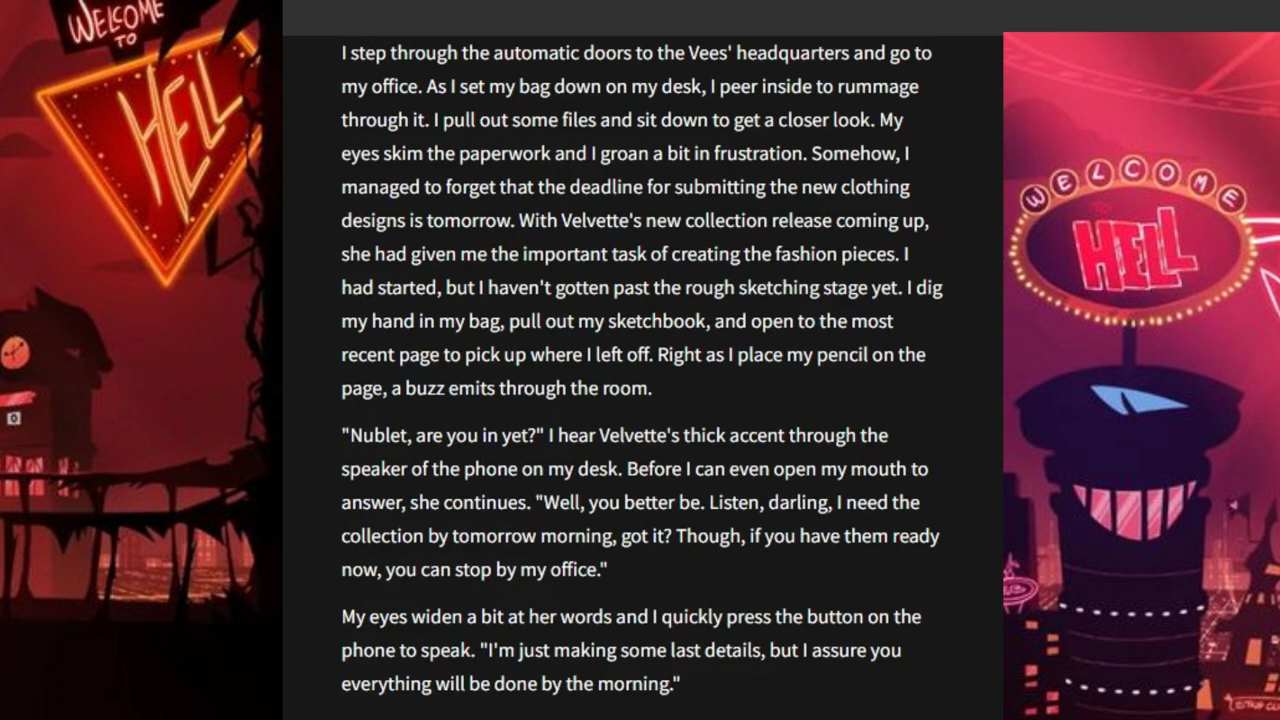 WELCOME
TO
HELL
I step through the automatic doors to the Vees' headquarters and go to
my office. As I set my bag down on my desk, I peer inside to rummage
through it. I pull out some files and sit down to get a closer look. My
eyes skim the paperwork and I groan a bit in frustration. Somehow, I
managed to forget that the deadline for submitting the new clothing
designs is tomorrow. With Velvette's new collection release coming up,
she had given me the important task of creating the fashion pieces. I
had started, but I haven't gotten past the rough sketching stage yet. I dig
my hand in my bag, pull out my sketchbook, and open to the most
recent page to pick up where I left off. Right as I place my pencil on the
page, a buzz emits through the room.
"Nublet, are you in yet?" I hear Velvette's thick accent through the
speaker of the phone on my desk. Before I can even open my mouth to
answer, she continues. "Well, you better be. Listen, darling, I need the
collection by tomorrow morning, got it? Though, if you have them ready
now, you can stop by my office."
My eyes widen a bit at her words and I quickly press the button on the
phone to speak. "I'm just making some last details, but I assure you
everything will be done by the morning."
WELCOME
HELL